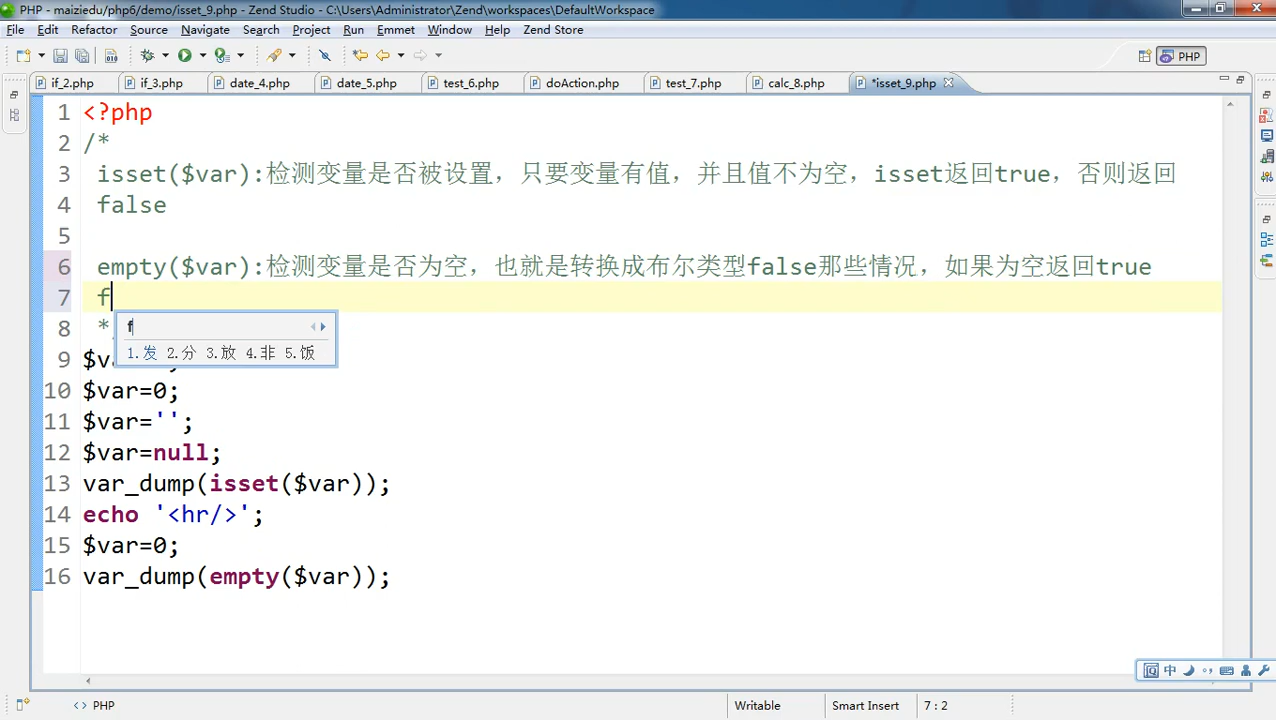 PHP - maiziedu/php6/demo/isset_9.php - Zend Studio - C:\Users\Administrator\Zend\workspaces\DefaultWorkspace
File Edit Refactor Source Navigate Search Project Run Emmet Window Help Zend Store
PHP
if_2.php if_3.php date_4.php date_5.php test_6.php doAction.php test_7.php calc_8.php *isset_9.php
1 <?php
2 /*
3 isset($var):检测变量是否被设置，只要变量有值，并且值不为空，isset返回true，否则返回
4 false
5
6 empty($var):检测变量是否为空，也就是转换成布尔类型false那些情况，如果为空返回true
7 f
f
8 *
1.发 2.分 3.放 4.非 5.饭
9
10 $var=0;
11 $var='';
12 $var=null;
13 var_dump(isset($var));
14 echo '<hr/>';
15 $var=0;
16 var_dump(empty($var));
中
<> PHP Writable Smart Insert 7 : 2